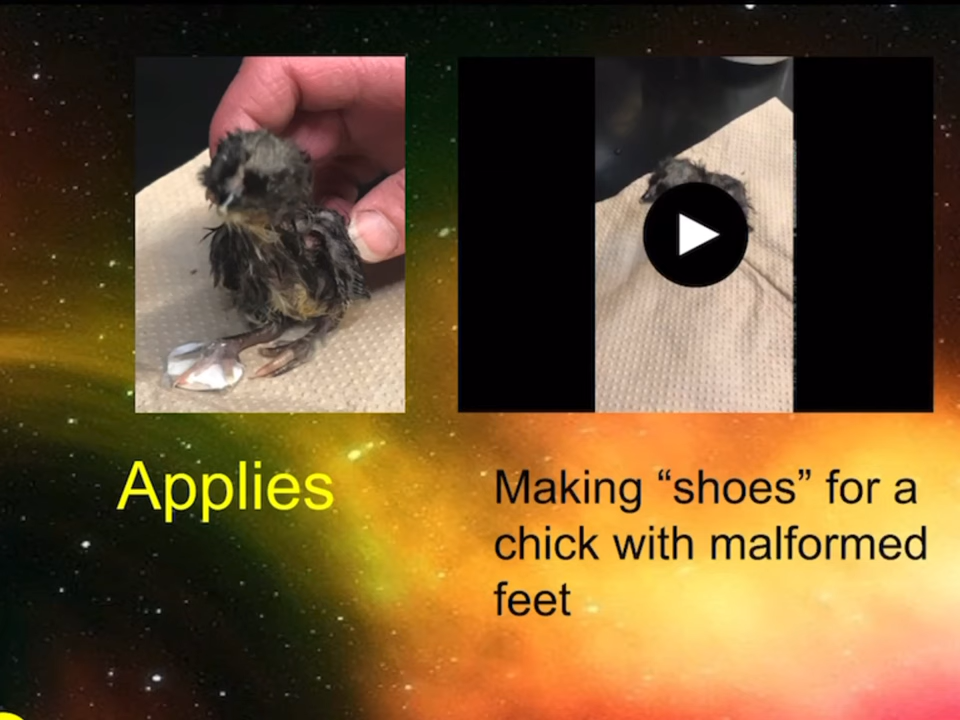 Applies
Making “shoes” for a
chick with malformed
feet